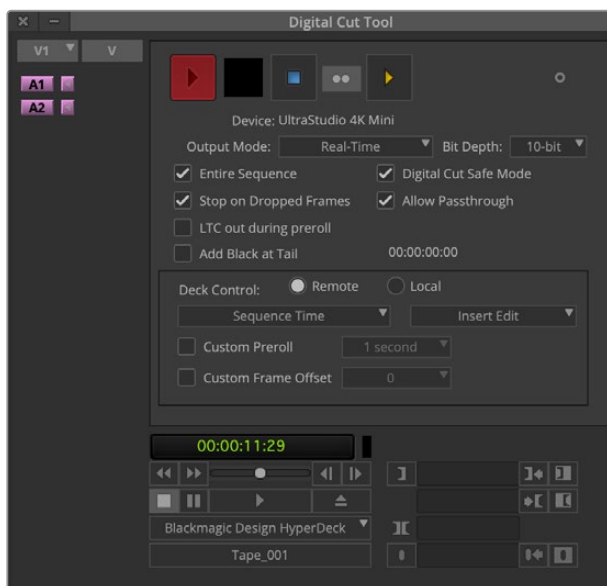 Digital Cut Tool
V1 V
A1
A2
Device: UltraStudio 4K Mini
Output Mode: Real-Time Bit Depth: 10-bit
Entire Sequence Digital Cut Safe Mode
Stop on Dropped Frames Allow Passthrough
LTC out during preroll
Add Black at Tail 00:00:00:00
Deck Control: Remote Local
Sequence Time Insert Edit
Custom Preroll 1 second
Custom Frame Offset 0
00:00:11:29
Blackmagic Design HyperDeck
Tape_001